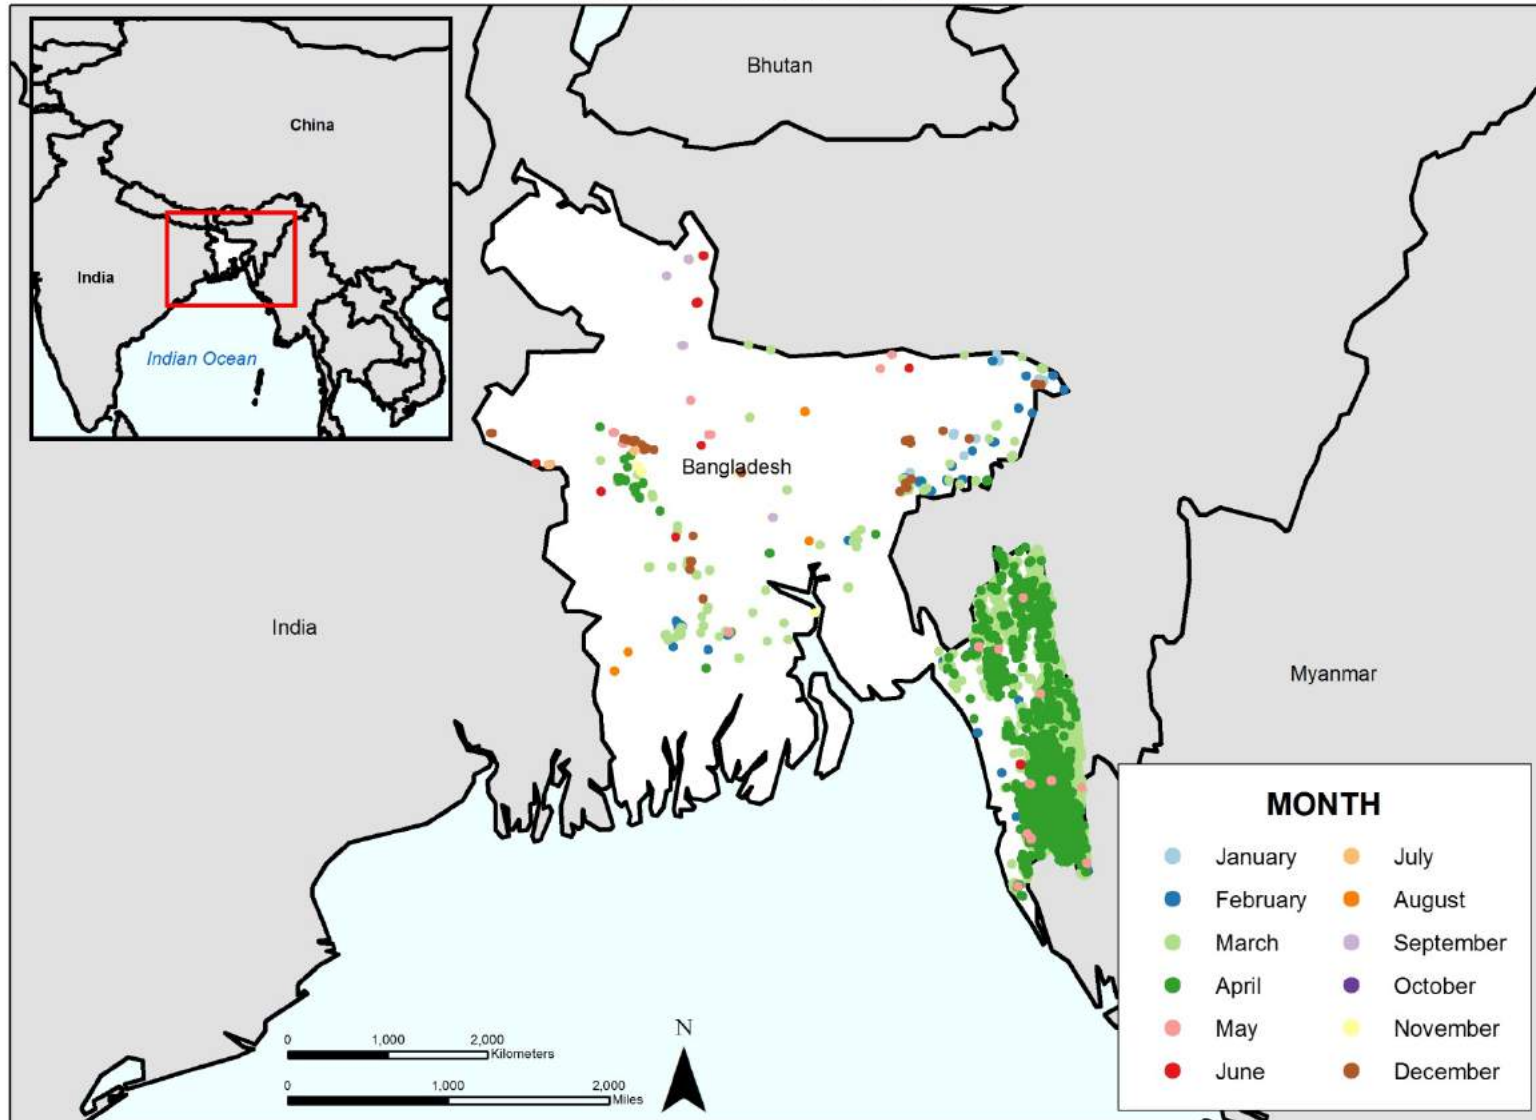 Bhutan
China
India
Indian Ocean
Bangladesh
India
Myanmar
MONTH
January
July
February
August
March
September
April
October
May
November
June
December
N
0 1,000 2,000
Kilometers
0 1,000 2,000
Miles